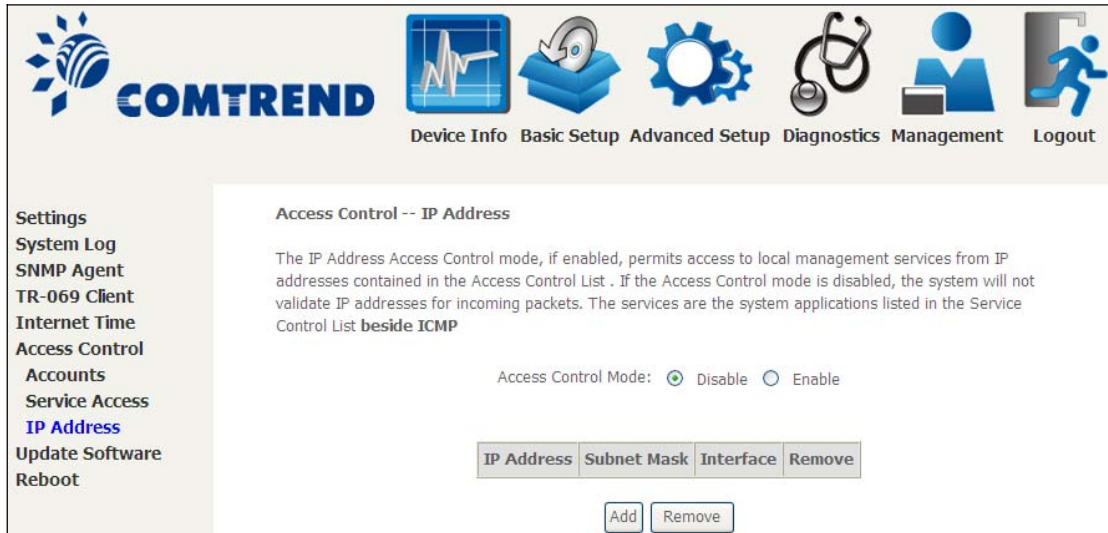 COMTREND
Device Info Basic Setup Advanced Setup Diagnostics Management Logout
Settings
System Log
SNMP Agent
TR-069 Client
Internet Time
Access Control
Accounts
Service Access
IP Address
Update Software
Reboot
Access Control -- IP Address
The IP Address Access Control mode, if enabled, permits access to local management services from IP
addresses contained in the Access Control List . If the Access Control mode is disabled, the system will not
validate IP addresses for incoming packets. The services are the system applications listed in the Service
Control List beside ICMP
Access Control Mode: Disable Enable
IP Address Subnet Mask Interface Remove
Add Remove